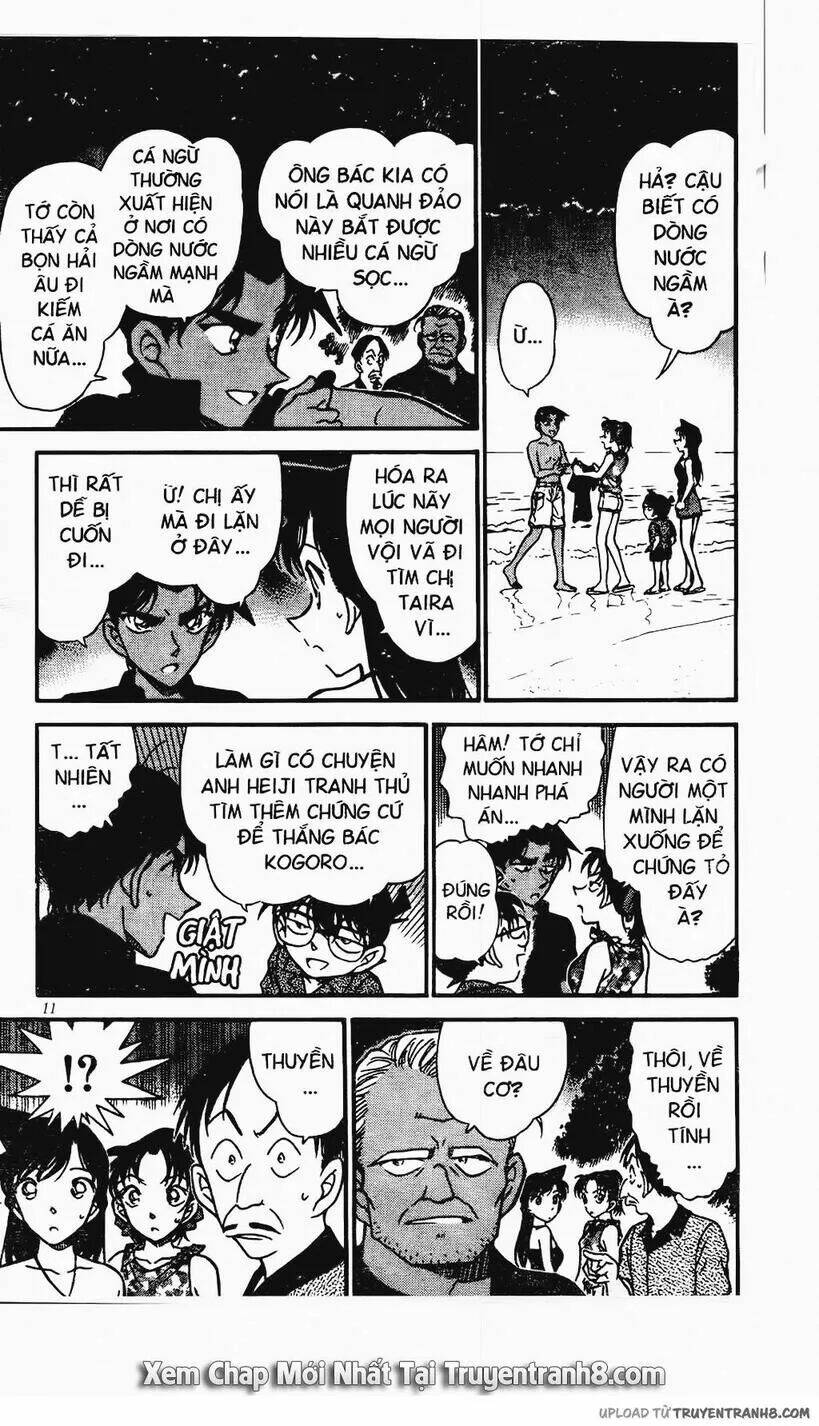 HẢ? CẬU
BIẾT CÓ
DÒNG
NƯỚC
NGẦM
À?
Ừ...
ÔNG BÁC KIA CÓ
NÓI LÀ QUANH ĐẢO
NÀY BẮT ĐƯỢC
NHIỀU CÁ NGỪ
SỌC...
CÁ NGỪ
THƯỜNG
XUẤT HIỆN
Ở NƠI CÓ
DÒNG NƯỚC
NGẦM MẠNH
MÀ
TỚ CÒN
THẤY CẢ
BỌN HẢI
ÂU ĐI
KIẾM
CÁ ĂN
NỮA...
HÓA RA
LÚC NÃY
MỌI NGƯỜI
VỘI VÃ ĐI
TÌM CHỊ
TAIRA
VÌ...
Ừ! CHỊ ẤY
MÀ ĐI LẶN
Ở ĐÂY...
THÌ RẤT
DỀ BỊ
CUỐN
ĐI...
VẬY RA CÓ
NGƯỜI MỘT
MÌNH LẶN
XUỐNG ĐỂ
CHỨNG TỎ
ĐẤY
À?
HÂM! TỚ CHỈ
MUỐN NHANH
NHANH PHÁ
ÁN...
ĐÚNG
RỒI!
LÀM GÌ CÓ CHUYỆN
ANH HEIJI TRANH THỦ
TÌM THÊM CHỨNG CỨ
ĐỂ THẮNG BÁC
KOGORO...
T... TẤT
NHIÊN
...
GIẬT
MÌNH
11
THÔI, VỀ
THUYỀN
RỒI
TÍNH
...
VỀ ĐÂU
CƠ?
THUYỀN
...
!?
Xem Chap Mới Nhất Tại Truyentranh8.com
UPLOAD TỪ TRUYENTRANH8.COM